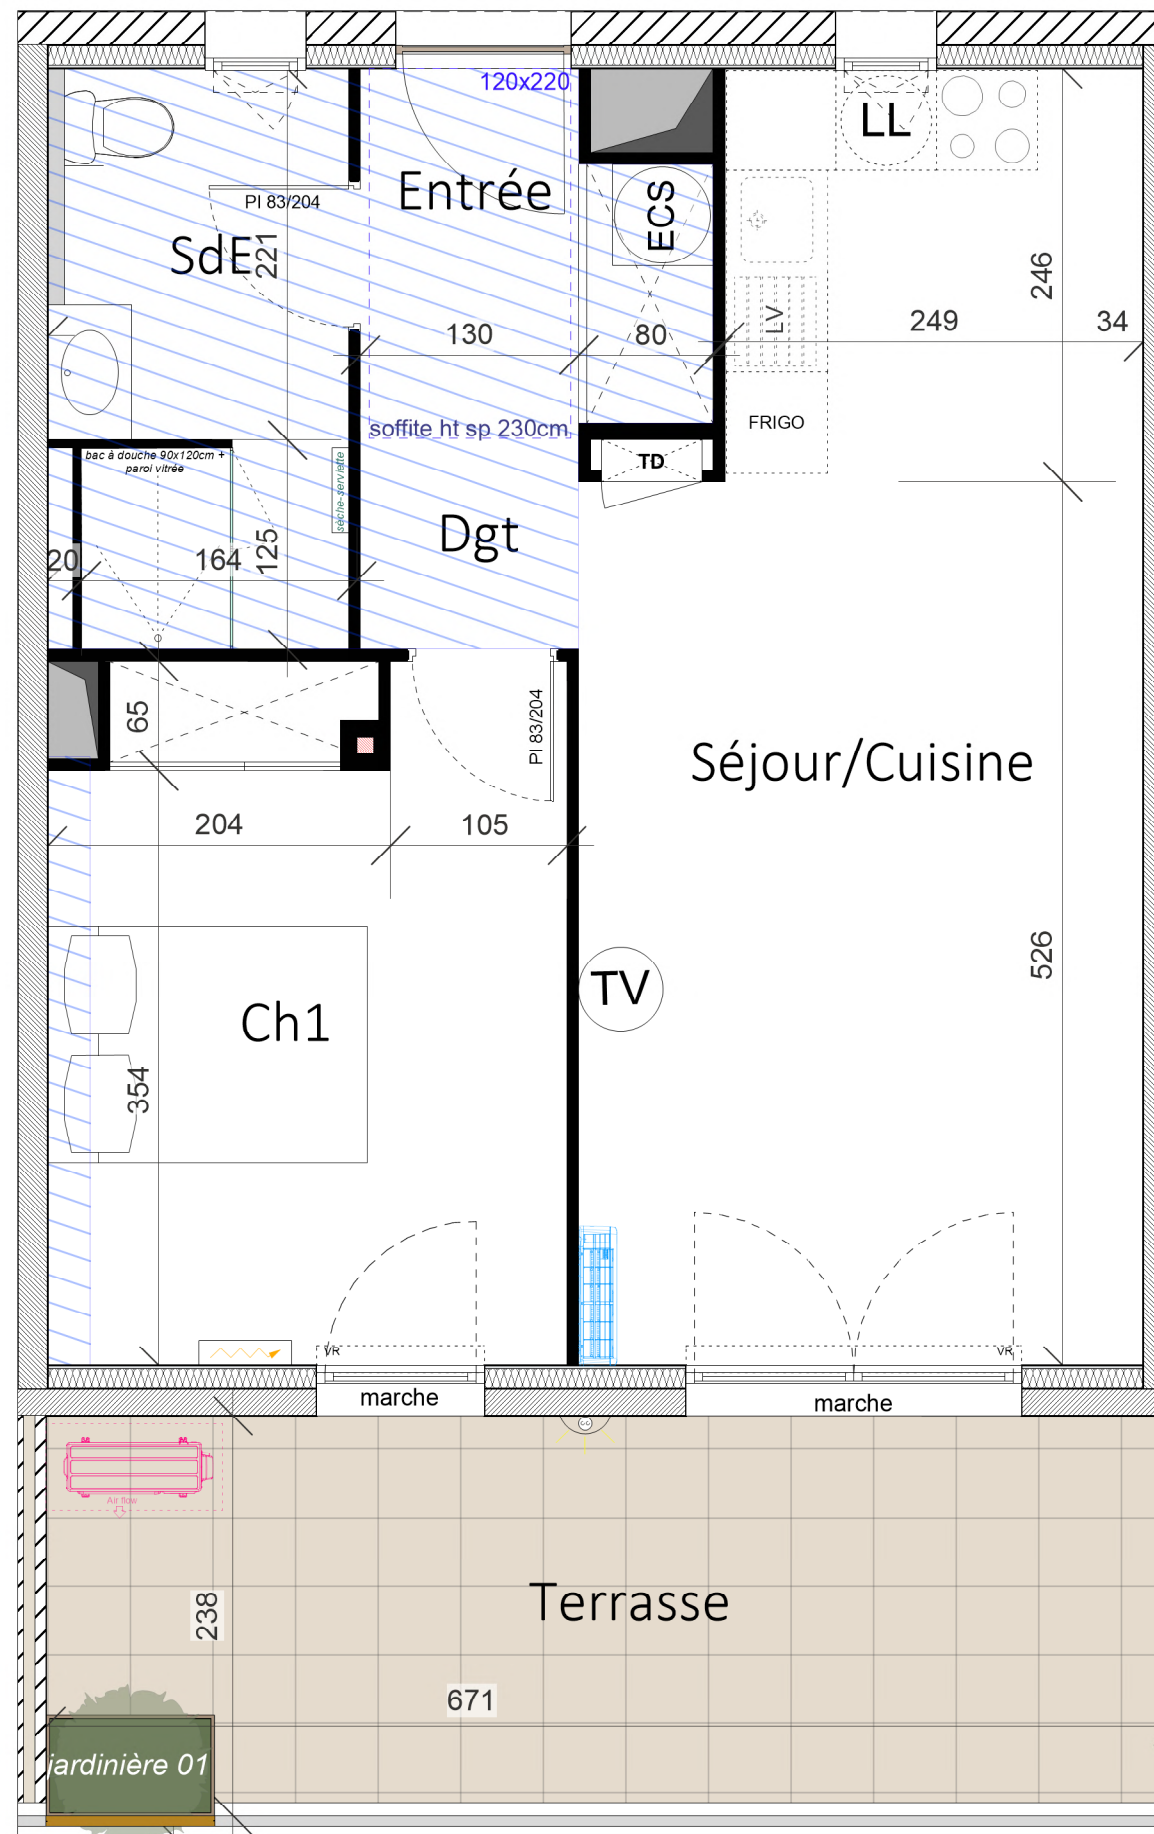 120x220
LL
PI 83/204
Entrée
ECS
SdE
221
246
LV
130
80
249
34
FRIGO
soffite ht sp 230cm
bac à douche 90x120cm +
paroi vitrée
sèche-serviette
TD
Dgt
20
164
125
65
PI 83/204
Séjour/Cuisine
204
105
526
TV
Ch1
354
VR
VR
marche
marche
Air flow
Terrasse
238
671
jardinière 01